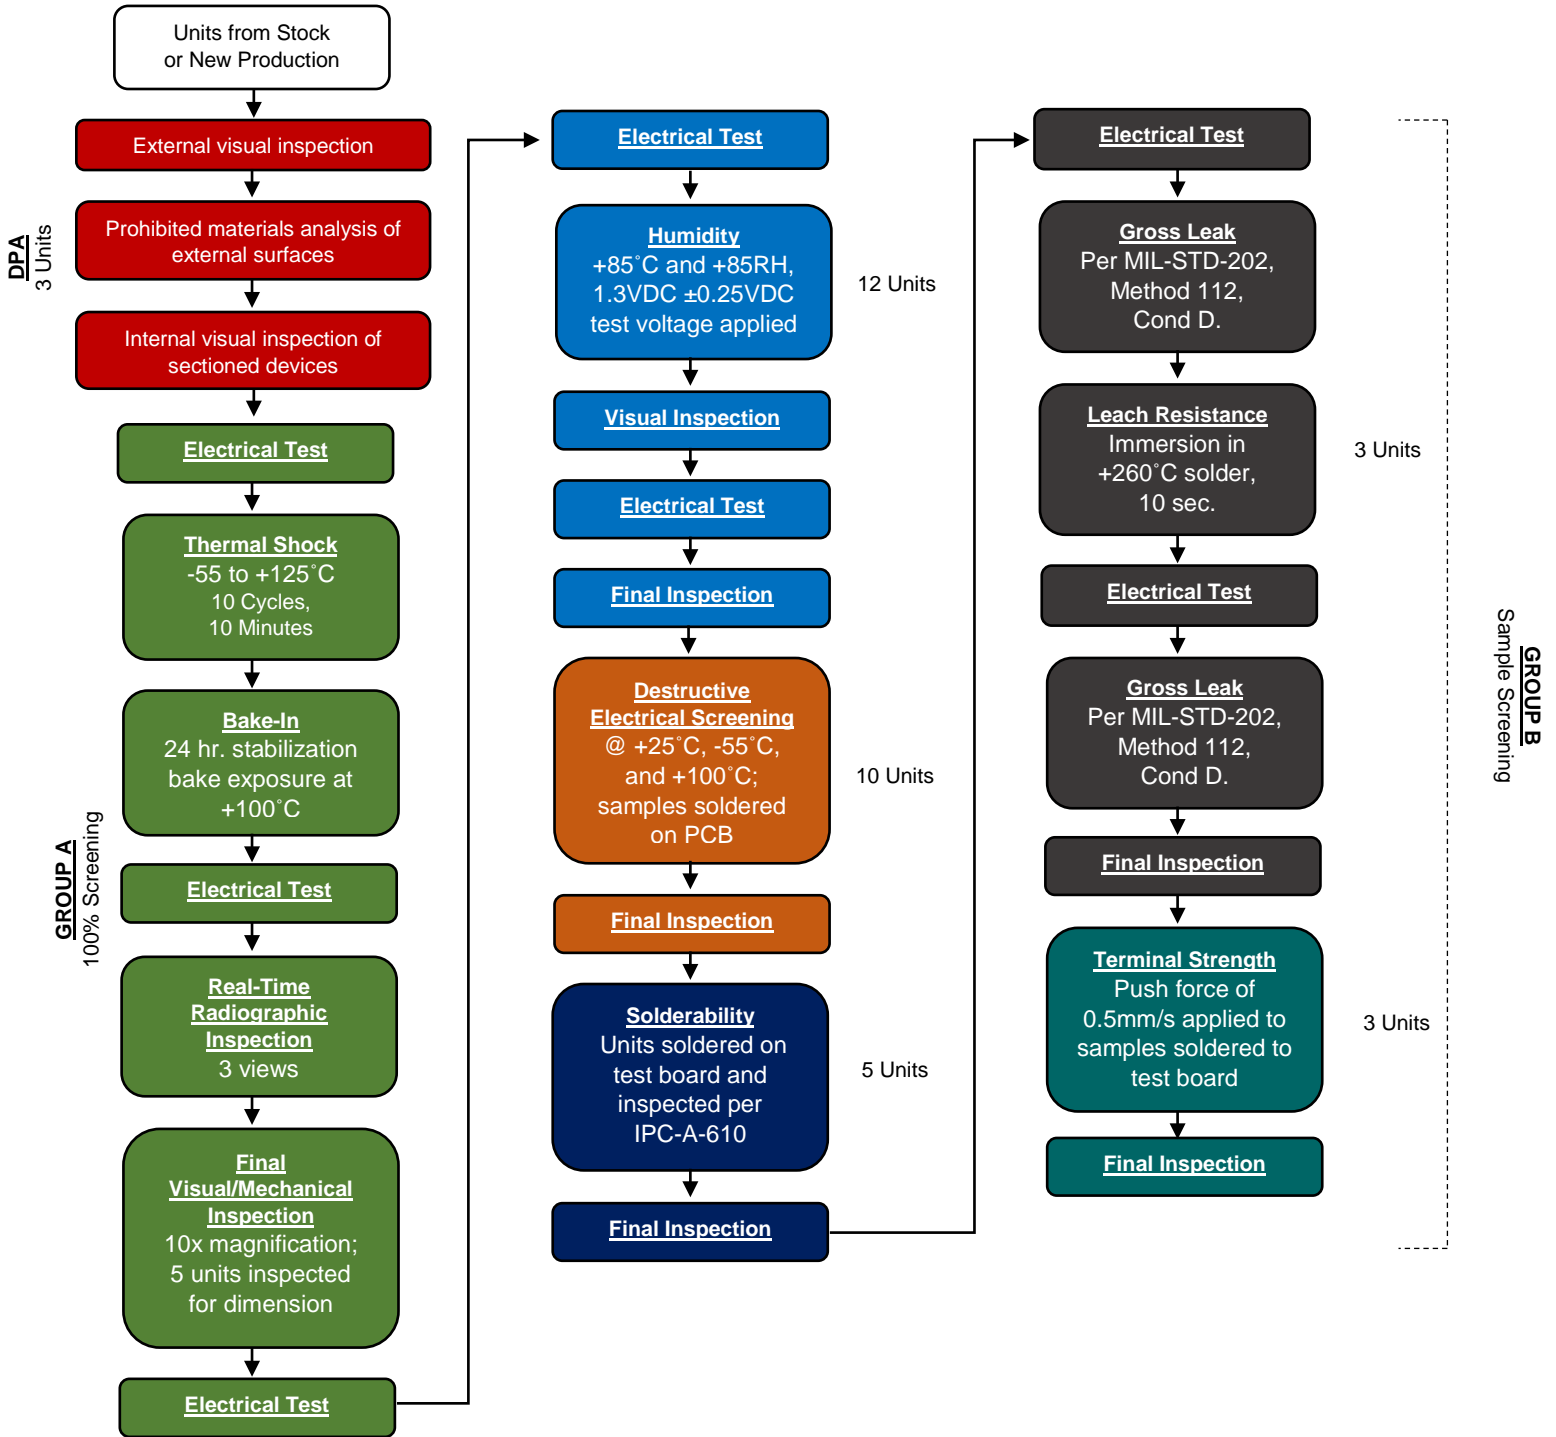 Units from Stock
or New Production
External visual inspection
Prohibited materials analysis of
external surfaces
Internal visual inspection of
sectioned devices
DPA
3 Units
Electrical Test
Thermal Shock
-55 to +125˚C
10 Cycles,
10 Minutes
Bake-In
24 hr. stabilization
bake exposure at
+100˚C
Electrical Test
Real-Time
Radiographic
Inspection
3 views
Final
Visual/Mechanical
Inspection
10x magnification;
5 units inspected
for dimension
Electrical Test
GROUP A
100% Screening
Electrical Test
Humidity
+85˚C and +85RH,
1.3VDC ±0.25VDC
test voltage applied
12 Units
Visual Inspection
Electrical Test
Final Inspection
Destructive
Electrical Screening
@ +25˚C, -55˚C,
and +100˚C;
samples soldered
on PCB
10 Units
Final Inspection
Solderability
Units soldered on
test board and
inspected per
IPC-A-610
5 Units
Final Inspection
Electrical Test
Gross Leak
Per MIL-STD-202,
Method 112,
Cond D.
Leach Resistance
Immersion in
+260˚C solder,
10 sec.
3 Units
Electrical Test
Gross Leak
Per MIL-STD-202,
Method 112,
Cond D.
Final Inspection
Terminal Strength
Push force of
0.5mm/s applied to
samples soldered to
test board
3 Units
Final Inspection
GROUP B
Sample Screening